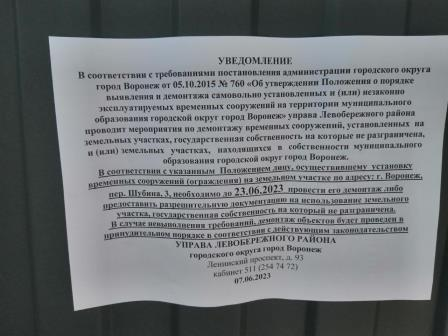 УВЕДОМЛЕНИЕ
В соответствии с требованиями постановления администрации городского округа
город Воронеж от 05.10.2015 № 760 «Об утверждении Положения о порядке
выявления и демонтажа самовольно установленных и (или) незаконно
эксплуатируемых временных сооружений на территории муниципального
образования городской округ город Воронеж» управа Левобережного района
проводит мероприятия по демонтажу временных сооружений, установленных на
земельных участках, государственная собственность на которые не разграничена,
и (или) земельных участках, находящихся в собственности муниципального
образования городской округ город Воронеж.
В соответствии с указанным Положением лицу, осуществившему установку
временных сооружений (ограждения) на земельном участке по адресу: г. Воронеж,
пер. Шубина, 3, необходимо до 23.06.2023 провести его демонтаж либо
предоставить разрешительную документацию на использование земельного
участка, государственная собственность на который не разграничена.
В случае невыполнения требований, демонтаж объектов будет проведен в
принудительном порядке в соответствии с действующим законодательством
УПРАВА ЛЕВОБЕРЕЖНОГО РАЙОНА
городского округа город Воронеж
Ленинский проспект, д. 93
кабинет 511 (254 74 72)
07.06.2023